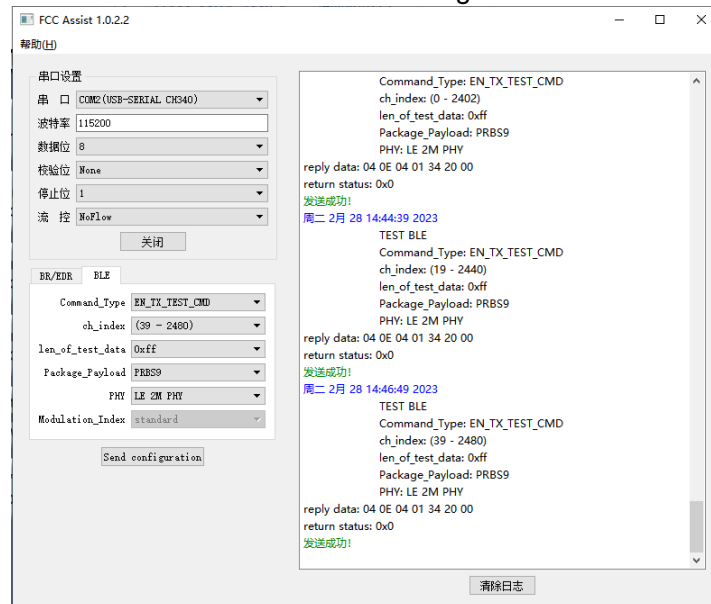 FCC Assist 1.0.2.2
帮助(H)
串口设置
串 口 COM2(USB-SERIAL CH340)
波特率 115200
数据位 8
校验位 None
停止位 1
流 控 NoFlow
关闭
BR/EDR BLE
Command_Type EN_TX_TEST_CMD
ch_index (39 - 2480)
len_of_test_data 0xff
Package_Payload PRBS9
PHY LE 2M PHY
Modulation_Index standard
Send configuration
Command_Type: EN_TX_TEST_CMD
ch_index: (0 - 2402)
len_of_test_data: 0xff
Package_Payload: PRBS9
PHY: LE 2M PHY
reply data: 04 0E 04 01 34 20 00
return status: 0x0
发送成功!
周二 2月 28 14:44:39 2023
TEST BLE
Command_Type: EN_TX_TEST_CMD
ch_index: (19 - 2440)
len_of_test_data: 0xff
Package_Payload: PRBS9
PHY: LE 2M PHY
reply data: 04 0E 04 01 34 20 00
return status: 0x0
发送成功!
周二 2月 28 14:46:49 2023
TEST BLE
Command_Type: EN_TX_TEST_CMD
ch_index: (39 - 2480)
len_of_test_data: 0xff
Package_Payload: PRBS9
PHY: LE 2M PHY
reply data: 04 0E 04 01 34 20 00
return status: 0x0
发送成功!
清除日志